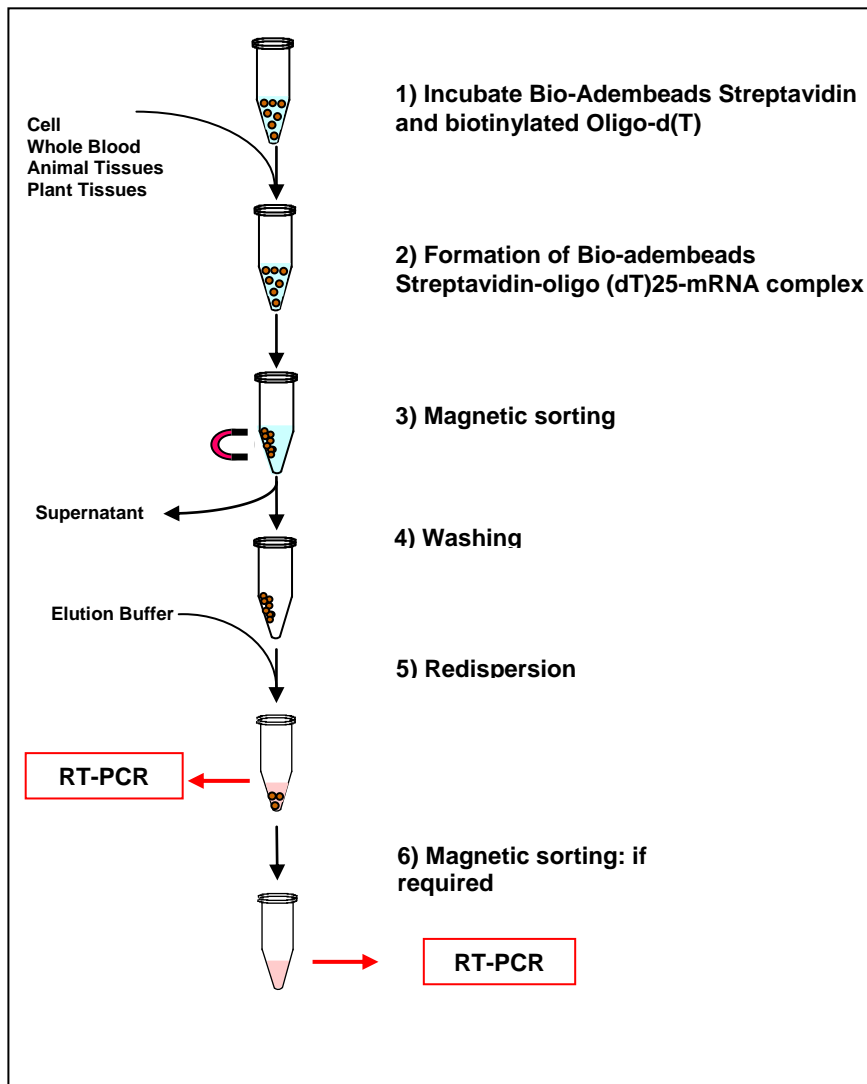 1) Incubate Bio-Adembeads Streptavidin
and biotinylated Oligo-d(T)
Cell
Whole Blood
Animal Tissues
Plant Tissues
2) Formation of Bio-adembeads
Streptavidin-oligo (dT)25-mRNA complex
3) Magnetic sorting
Supernatant
4) Washing
Elution Buffer
5) Redispersion
RT-PCR
6) Magnetic sorting: if
required
RT-PCR